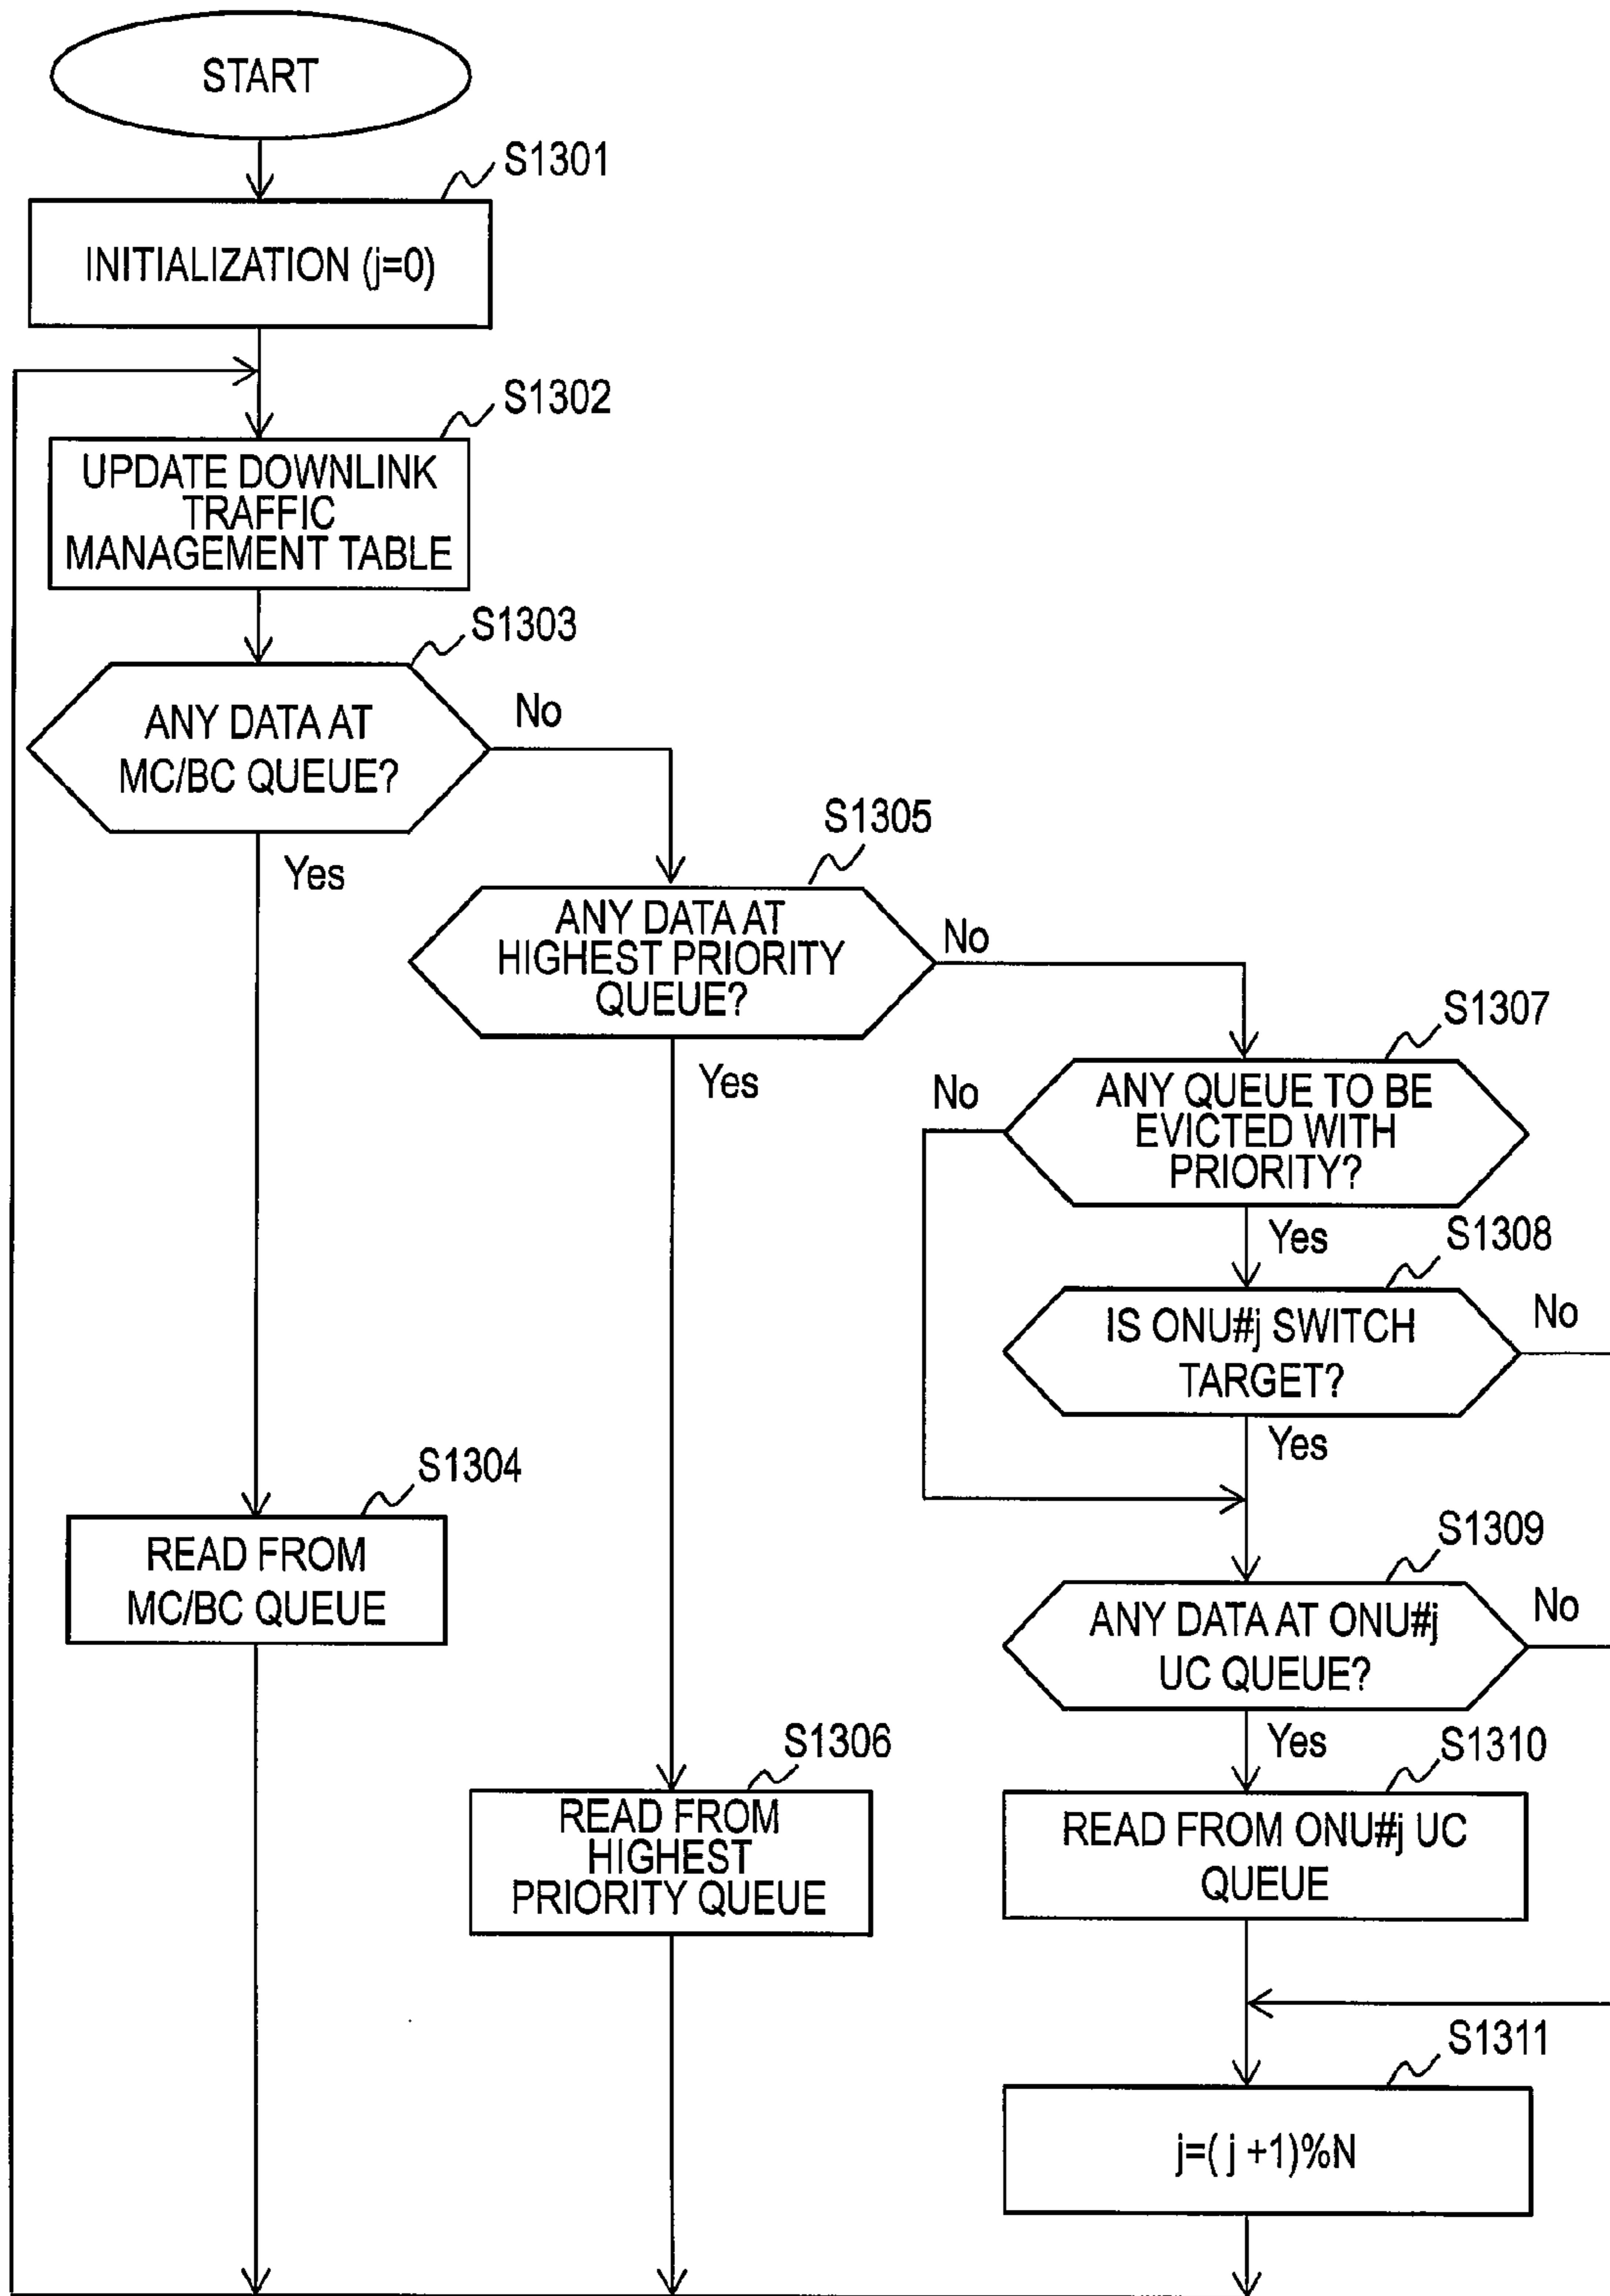 START
S1301
INITIALIZATION (j=0)
S1302
UPDATE DOWNLINK
TRAFFIC
MANAGEMENT TABLE
S1303
ANY DATA AT
MC/BC QUEUE?
No
Yes
S1305
ANY DATA AT
HIGHEST PRIORITY
QUEUE?
No
Yes
S1307
ANY QUEUE TO BE
EVICTED WITH
PRIORITY?
No
Yes
S1308
IS ONU#j SWITCH
TARGET?
No
Yes
S1304
READ FROM
MC/BC QUEUE
S1309
ANY DATA AT ONU#j
UC QUEUE?
No
Yes
S1306
READ FROM
HIGHEST
PRIORITY QUEUE
S1310
READ FROM ONU#j UC
QUEUE
S1311
j=( j +1)%N